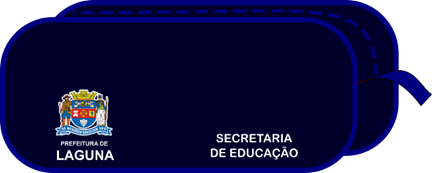 PREFEITURA DE
LAGUNA
SECRETARIA
DE EDUCAÇÃO